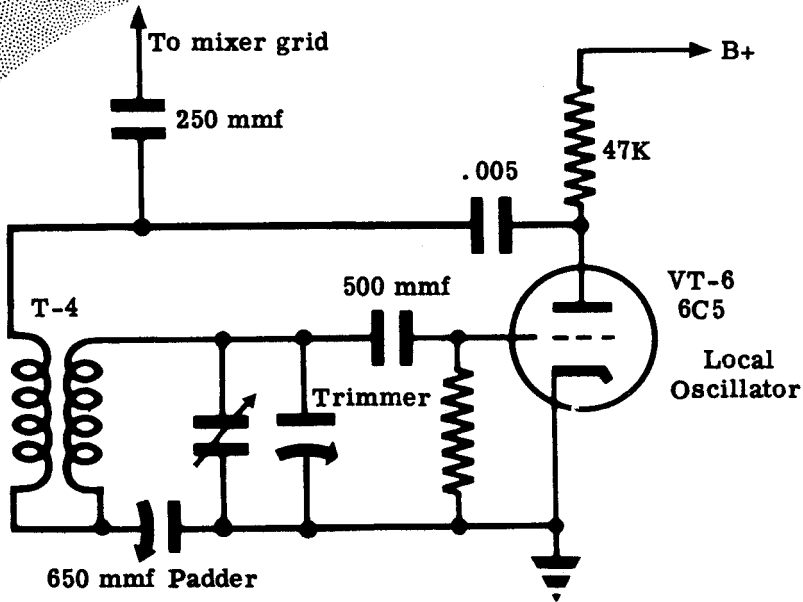 To mixer grid
B+
250 mmf
47K
.005
VT-6
6C5
500 mmf
T-4
Local
Oscillator
Trimmer
650 mmf Padder